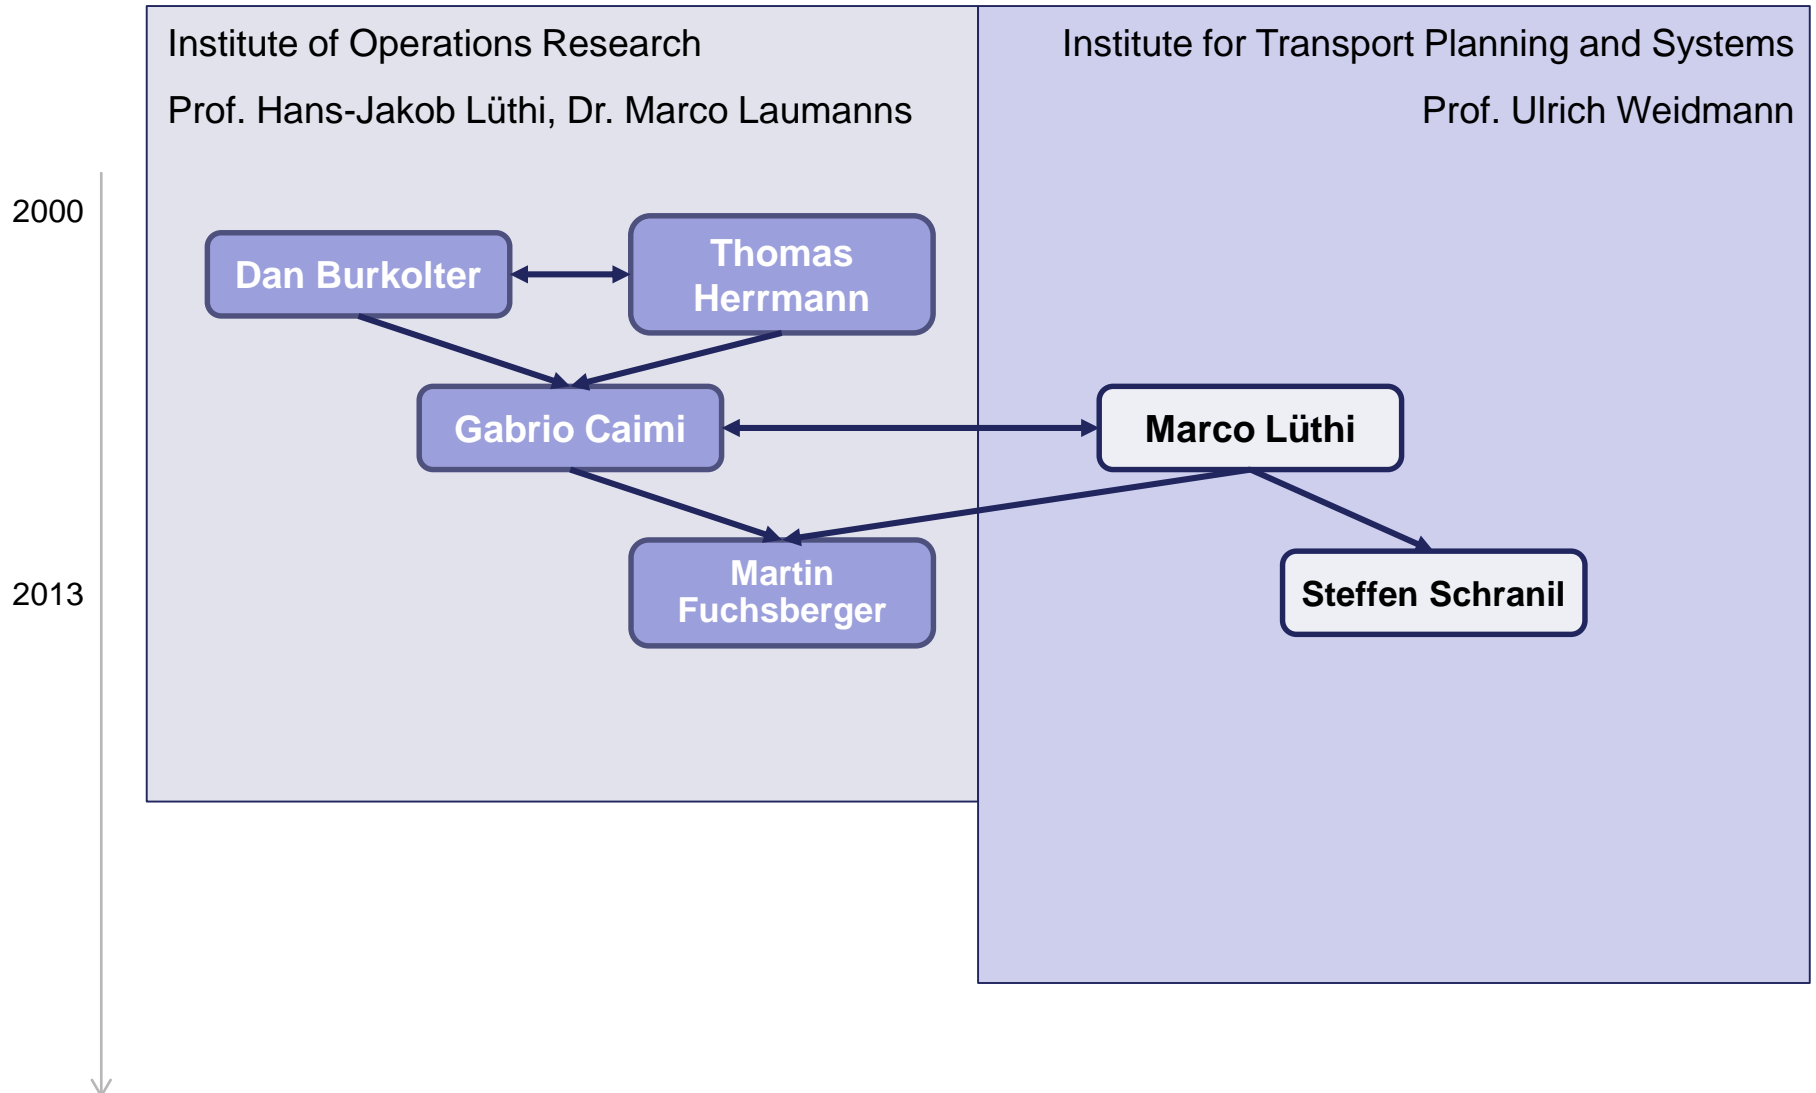 Institute of Operations Research
Prof. Hans-Jakob Lüthi, Dr. Marco Laumanns
Institute for Transport Planning and Systems
Prof. Ulrich Weidmann
2000
Dan Burkolter
Thomas
Herrmann
Gabrio Caimi
Marco Lüthi
2013
Martin
Fuchsberger
Steffen Schranil